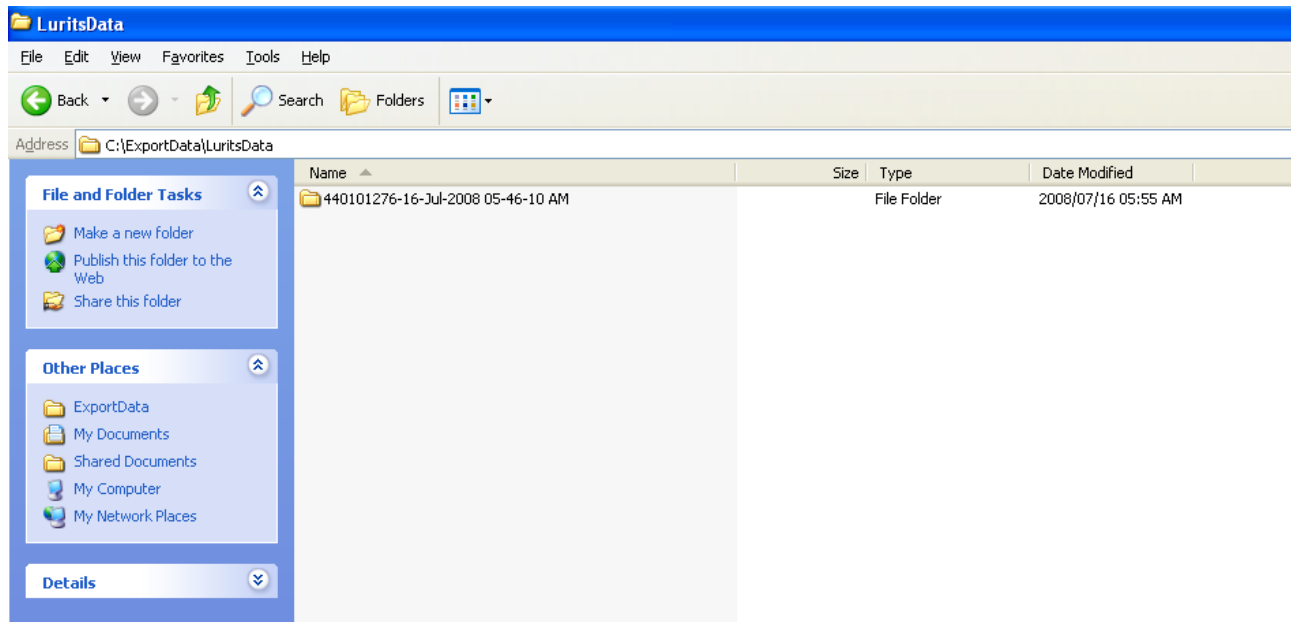 LuritsData
File Edit View Favorites Tools Help
Back Search Folders
Address C:\ExportData\LuritsData
Name Size Type Date Modified
440101276-16-Jul-2008 05-46-10 AM File Folder 2008/07/16 05:55 AM
File and Folder Tasks
Make a new folder
Publish this folder to the
Web
Share this folder
Other Places
ExportData
My Documents
Shared Documents
My Computer
My Network Places
Details